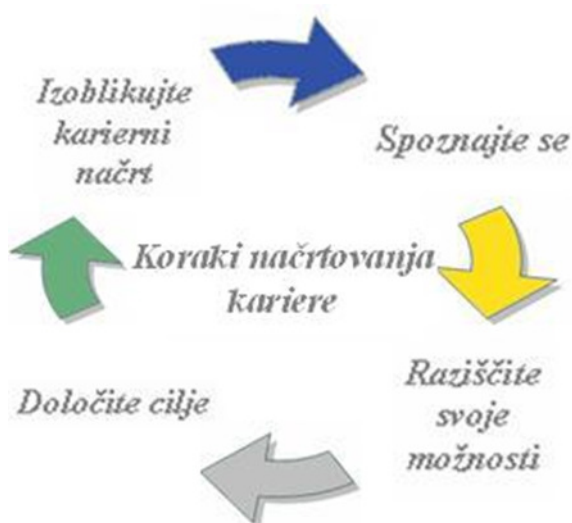 Izoblikujte
karierni
načrt
Spoznajte se
Koraki načrtovanja
kariere
Raziščite
svoje
možnosti
Določite cilje